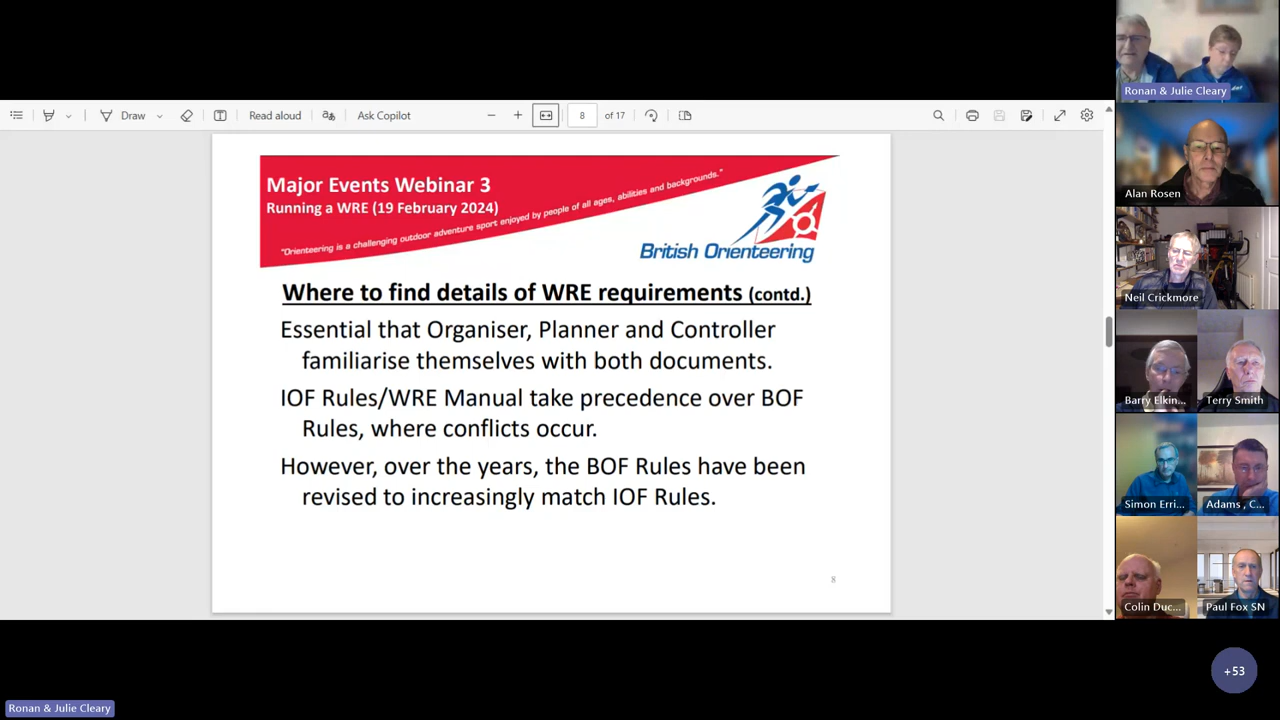 Draw
Read aloud
Ask Copilot
8
of 17
Major Events Webinar 3
Running a WRE (19 February 2024)
"Orienteering is a challenging outdoor adventure sport enjoyed by people of all ages, abilities and backgrounds."
British Orienteering
Where to find details of WRE requirements (contd.)
Essential that Organiser, Planner and Controller
familiarise themselves with both documents.
IOF Rules/WRE Manual take precedence over BOF
Rules, where conflicts occur.
However, over the years, the BOF Rules have been
revised to increasingly match IOF Rules.
8
Ronan & Julie Cleary
Alan Rosen
Neil Crickmore
Barry Elkin...
Terry Smith
Simon Erri...
Adams , C...
Colin Duc...
Paul Fox SN
+53
Ronan & Julie Cleary